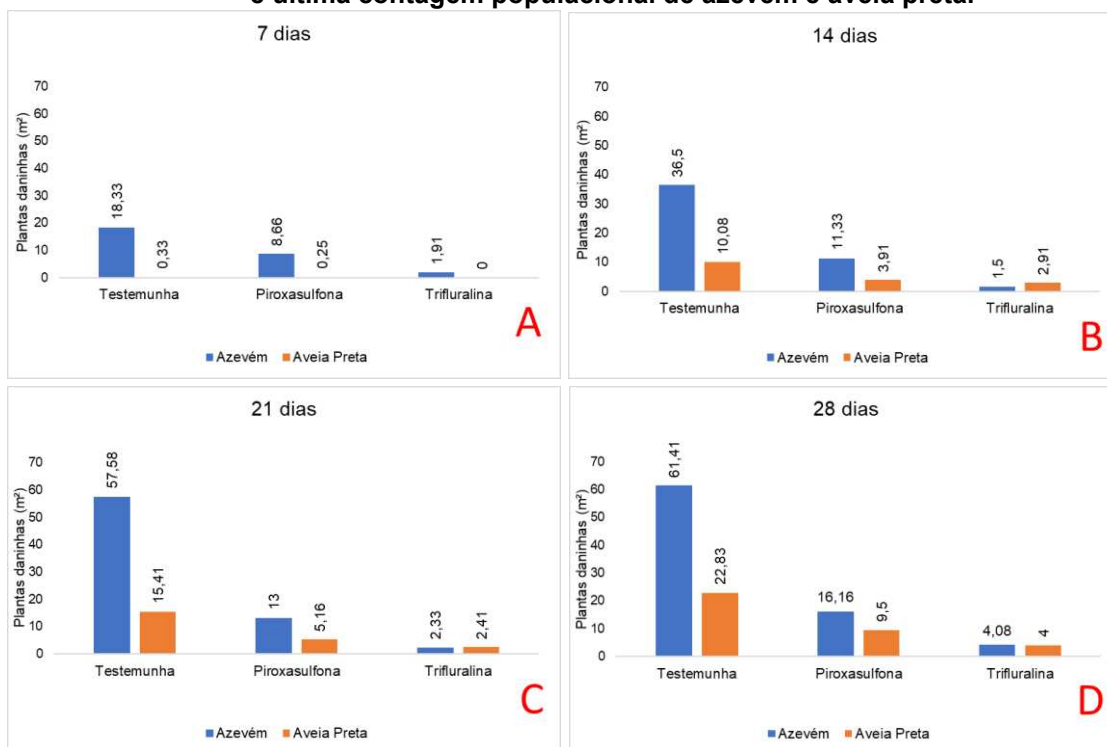 e última contagem populacional de azevém e aveia preta.
7 dias
Plantas daninhas (m²)
70
60
50
40
30
20
10
0
18,33
0,33
8,66
0,25
1,91
0
Testemunha
Piroxasulfona
Trifluralina
Azevém
Aveia Preta
A
14 dias
Plantas daninhas (m²)
70
60
50
40
30
20
10
0
36,5
10,08
11,33
3,91
1,5
2,91
Testemunha
Piroxasulfona
Trifluralina
Azevém
Aveia Preta
B
21 dias
Plantas daninhas (m²)
70
60
50
40
30
20
10
0
57,58
15,41
13
5,16
2,33
2,41
Testemunha
Piroxasulfona
Trifluralina
Azevém
Aveia Preta
C
28 dias
Plantas daninhas (m²)
70
60
50
40
30
20
10
0
61,41
22,83
16,16
9,5
4,08
4
Testemunha
Piroxasulfona
Trifluralina
Azevém
Aveia Preta
D